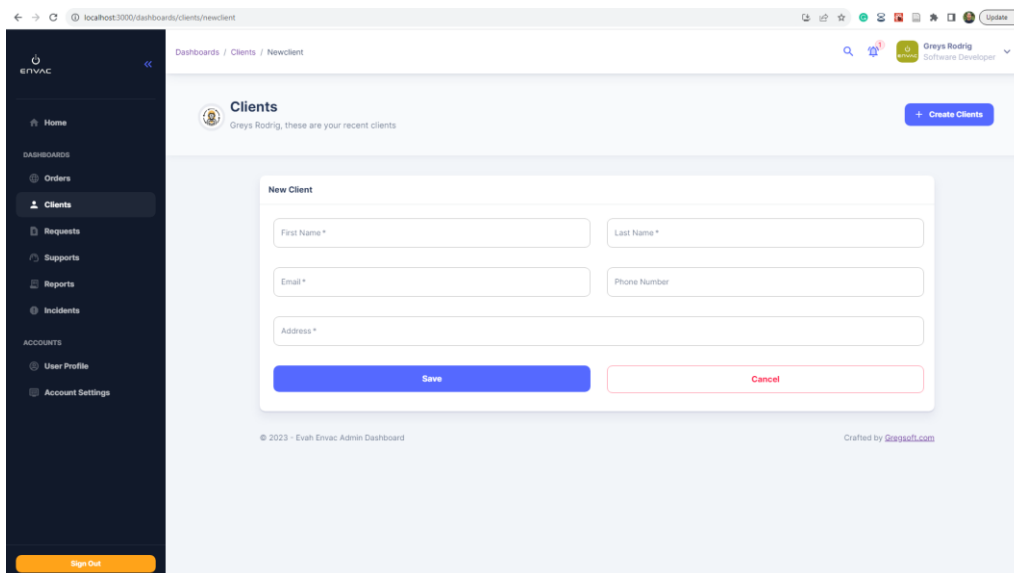 localhost:3000/dashboards/clients/newclient
Update
ENVAC
Dashboards / Clients / Newclient
1
Greys Rodrig
Software Developer
Home
DASHBOARDS
Orders
Clients
Requests
Supports
Reports
Incidents
ACCOUNTS
User Profile
Account Settings
Sign Out
Clients
Greys Rodrig, these are your recent clients
+ Create Clients
New Client
First Name *
Last Name *
Email *
Phone Number
Address *
Save
Cancel
© 2023 - Evah Envac Admin Dashboard
Crafted by Gregsoft.com